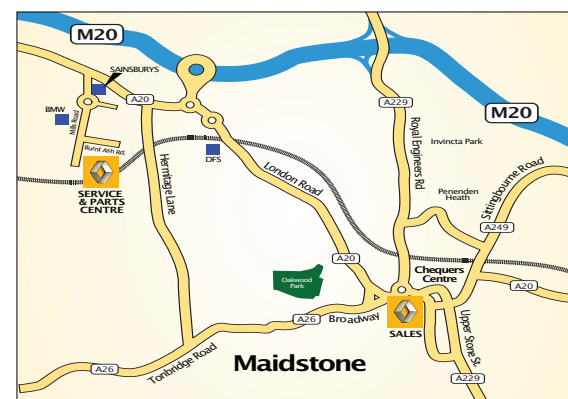 M20
SAINSBURYS
BMW
Mills Road
A20
A229
M20
Royal Engineers Rd
Invicta Park
Burnt Ash Rd.
DFS
Hermitage Lane
London Road
SERVICE
& PARTS
CENTRE
Penenden
Heath
Sittingbourne Road
A249
A20
Chequers
Centre
Oakwood
Park
A20
A26
Broadway
SALES
Upper Stone St.
Tonbridge Road
A26
Maidstone
A229